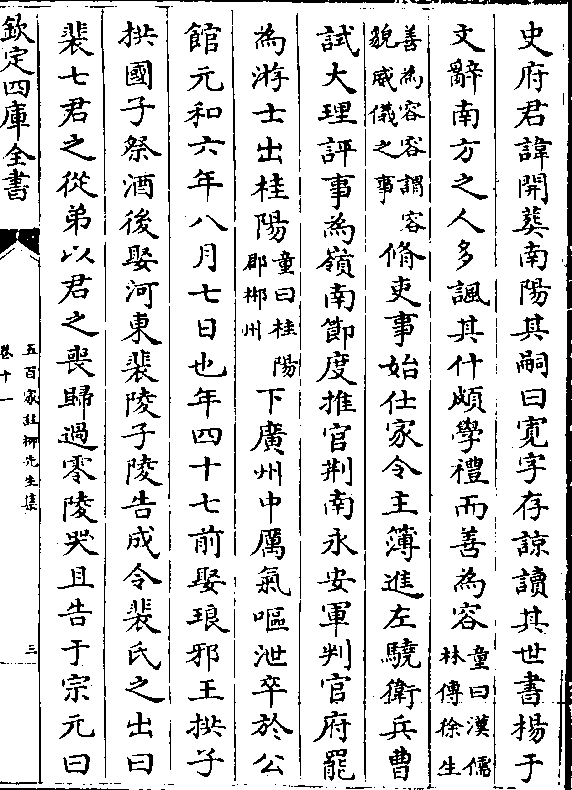 史府君諱開葬南陽其嗣曰寬字存諒讀其世書楊于
文辭南方之人多諷其什頗學禮而善為容童曰漢儒林傳徐生
善為容容謂容貌威儀之事脩吏事始仕家令主簿進左驍衛兵曹
試大理評事為嶺南節度推官荆南永安軍判官府罷
為游士出桂陽童曰桂陽郡郴州下廣州中厲氣嘔泄卒於公
館元和六年八月七日也年四十七前娶琅邪王拱子
拱國子祭酒後娶河東裴陵子陵告成令裴氏之出曰
裴七君之從弟以君之喪歸過零陵哭且告于宗元曰
欽定四庫全書
五百家註柳先生集
卷十一
三